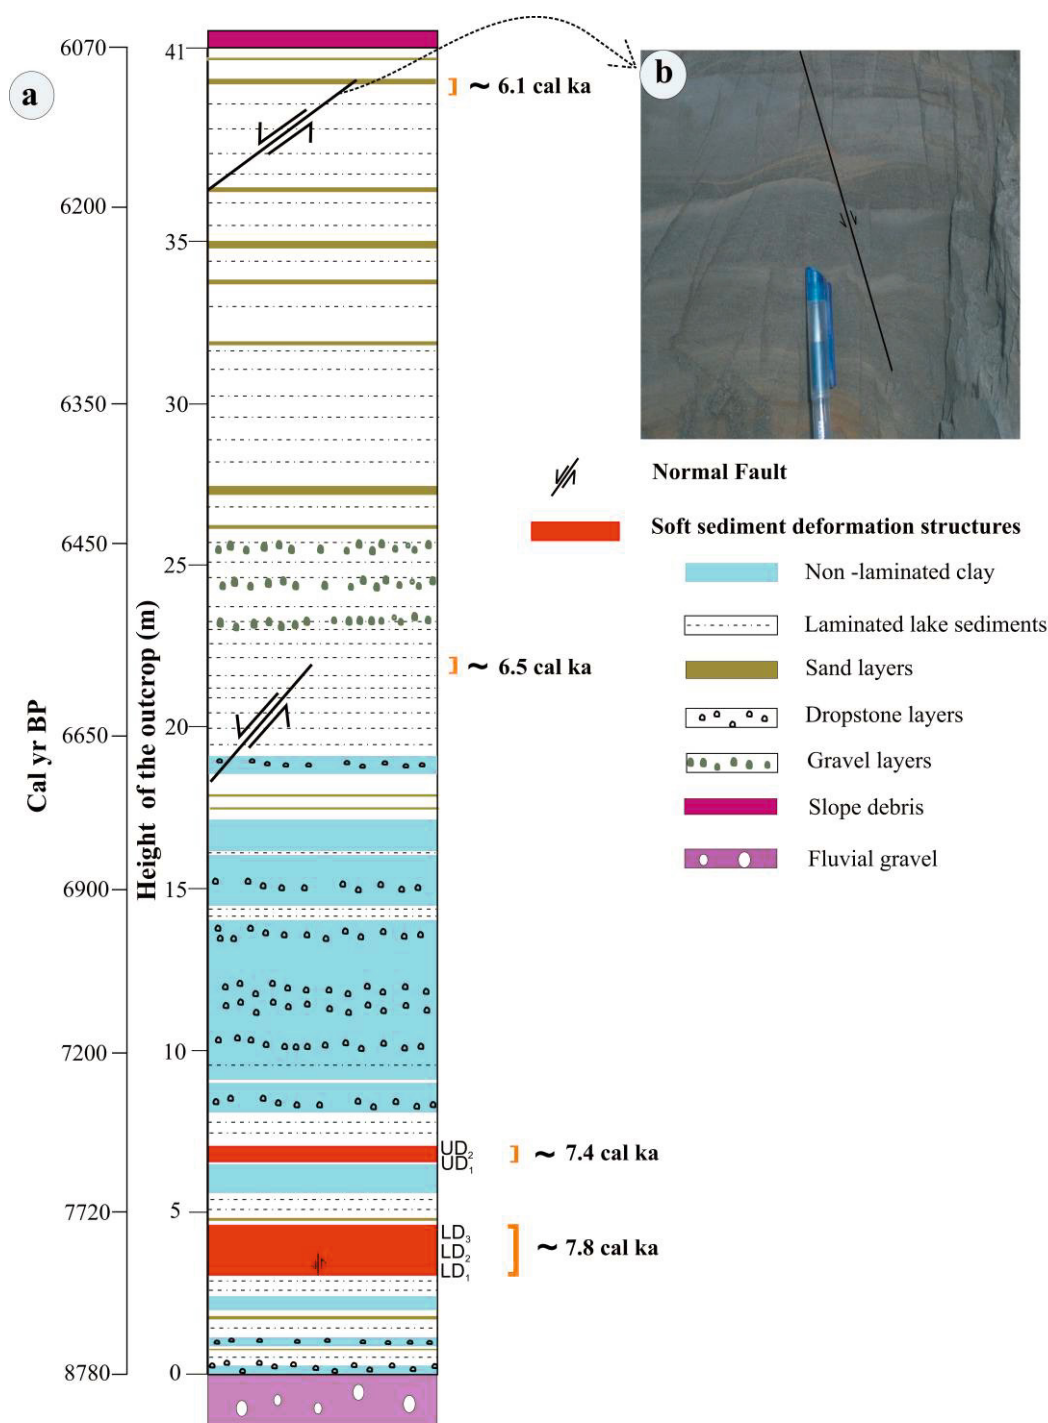 a
b
Cal yr BP
6070
6200
6350
6450
6650
6900
7200
7720
8780
Height of the outcrop (m)
41
35
30
25
20
15
10
5
0
~ 6.1 cal ka
~ 6.5 cal ka
UD₂
UD₁
~ 7.4 cal ka
LD₃
LD₂
LD₁
~ 7.8 cal ka
Normal Fault
Soft sediment deformation structures
Non -laminated clay
Laminated lake sediments
Sand layers
Dropstone layers
Gravel layers
Slope debris
Fluvial gravel